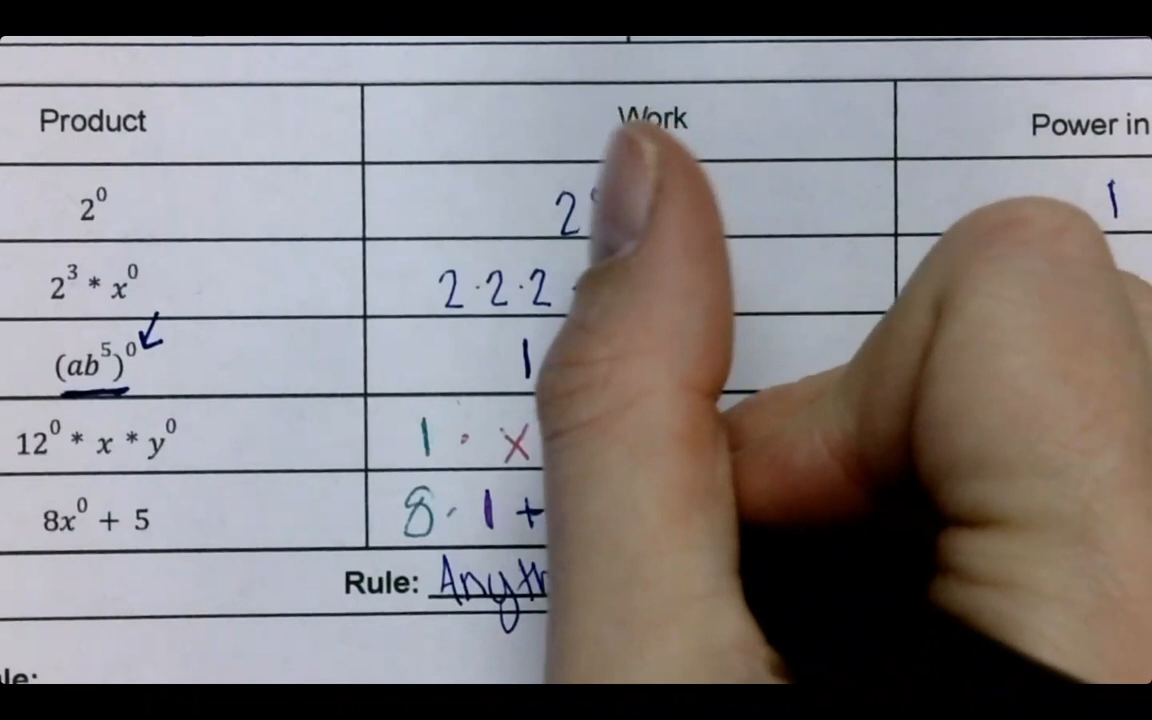 Product Work Power in
2⁰ 2 1
2³ * x⁰ 2·2·2
(ab⁵)⁰ 1
12⁰ * x * y⁰ 1 · x
8x⁰ + 5 8 · 1 +
Rule: